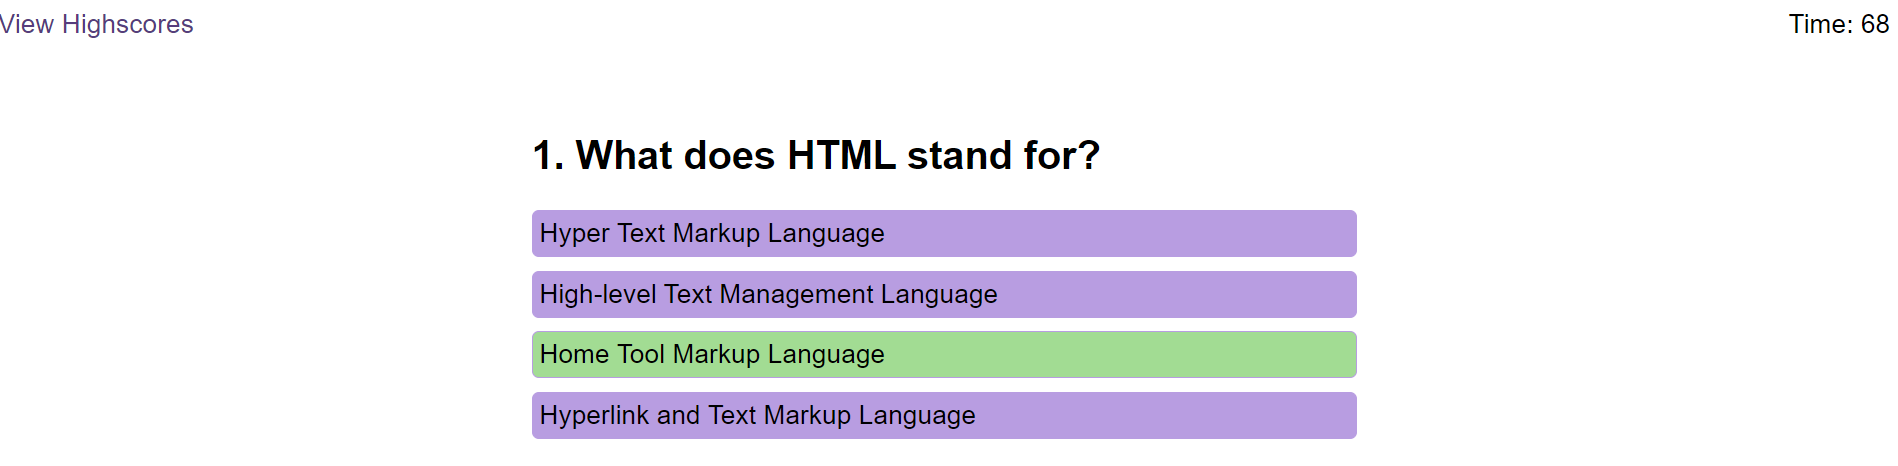 View Highscores
Time: 68
1. What does HTML stand for?
Hyper Text Markup Language
High-level Text Management Language
Home Tool Markup Language
Hyperlink and Text Markup Language